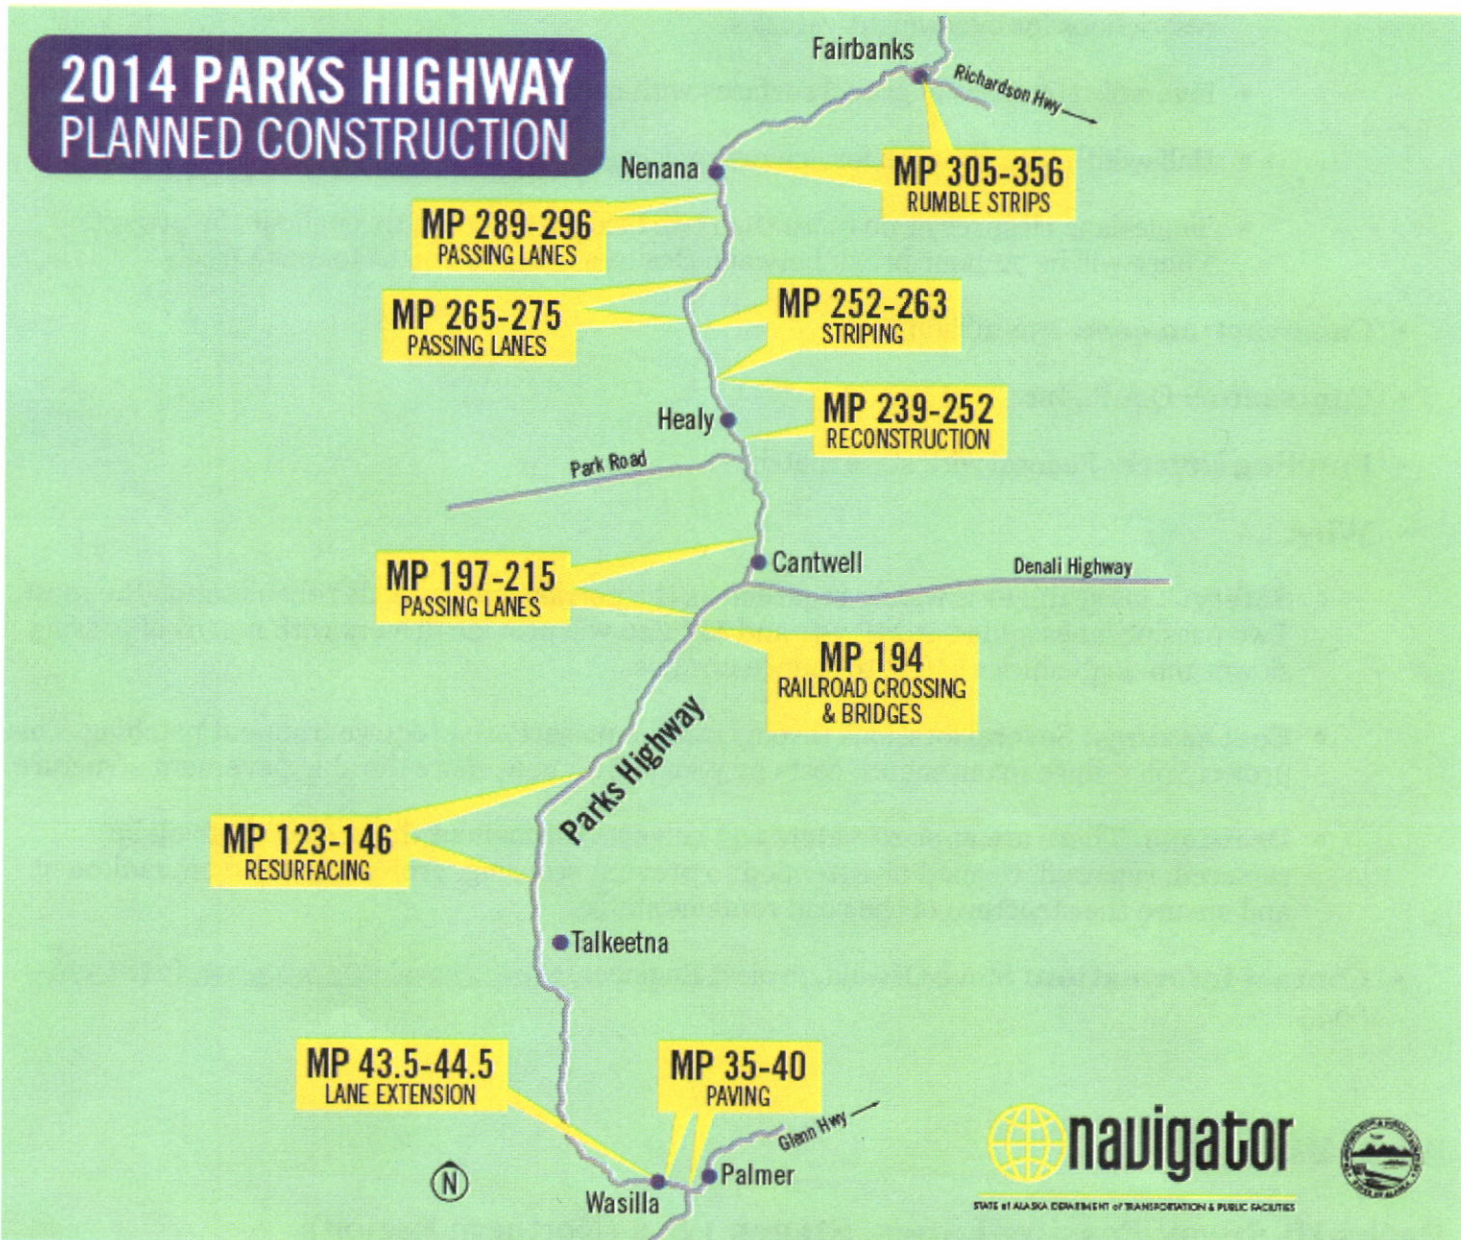 2014 PARKS HIGHWAY
PLANNED CONSTRUCTION
Fairbanks
Richardson Hwy
Nenana
MP 305-356
RUMBLE STRIPS
MP 289-296
PASSING LANES
MP 265-275
PASSING LANES
MP 252-263
STRIPING
Healy
MP 239-252
RECONSTRUCTION
Park Road
MP 197-215
PASSING LANES
Cantwell
Denali Highway
MP 194
RAILROAD CROSSING
& BRIDGES
Parks Highway
MP 123-146
RESURFACING
Talkeetna
MP 43.5-44.5
LANE EXTENSION
MP 35-40
PAVING
Glenn Hwy
N
Wasilla
Palmer
navigator
STATE of ALASKA DEPARTMENT of TRANSPORTATION & PUBLIC FACILITIES